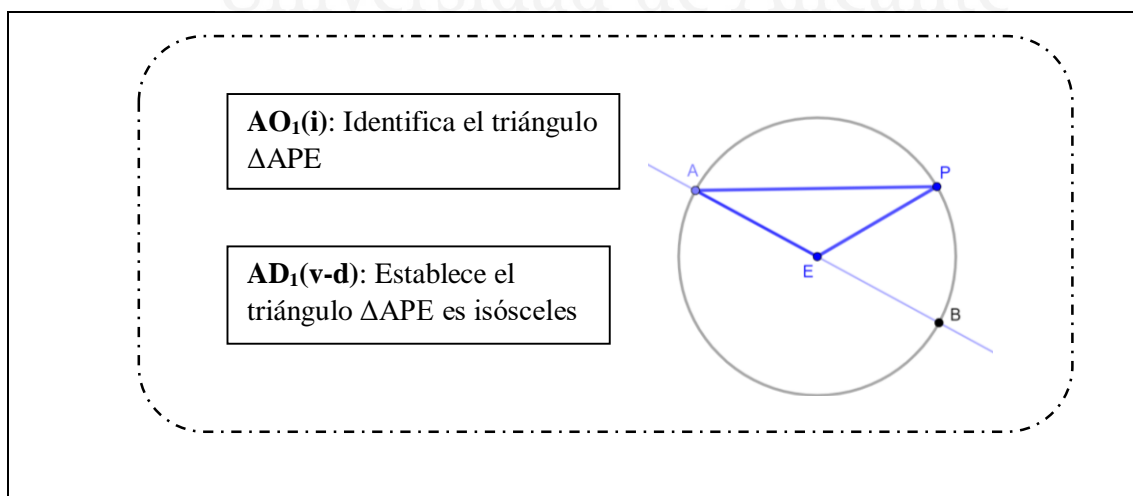 AO₁(i): Identifica el triángulo
ΔAPE
AD₁(v-d): Establece el
triángulo ΔAPE es isósceles
A
P
E
B